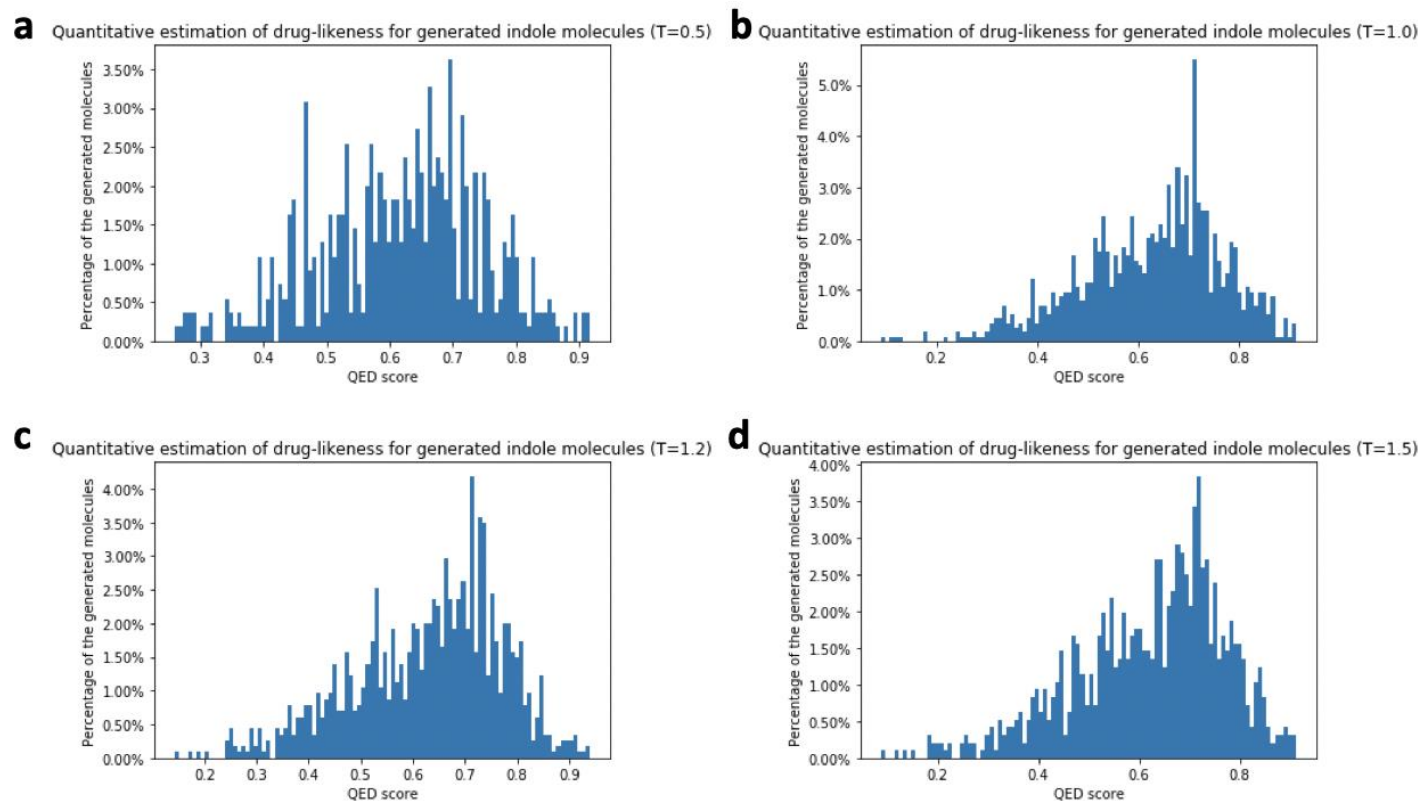 a
Quantitative estimation of drug-likeness for generated indole molecules (T=0.5)
Percentage of the generated molecules
3.50%
3.00%
2.50%
2.00%
1.50%
1.00%
0.50%
0.00%
0.3 0.4 0.5 0.6 0.7 0.8 0.9
QED score
b
Quantitative estimation of drug-likeness for generated indole molecules (T=1.0)
Percentage of the generated molecules
5.0%
4.0%
3.0%
2.0%
1.0%
0.0%
0.2 0.4 0.6 0.8
QED score
c
Quantitative estimation of drug-likeness for generated indole molecules (T=1.2)
Percentage of the generated molecules
4.00%
3.50%
3.00%
2.50%
2.00%
1.50%
1.00%
0.50%
0.00%
0.2 0.3 0.4 0.5 0.6 0.7 0.8 0.9
QED score
d
Quantitative estimation of drug-likeness for generated indole molecules (T=1.5)
Percentage of the generated molecules
4.00%
3.50%
3.00%
2.50%
2.00%
1.50%
1.00%
0.50%
0.00%
0.2 0.4 0.6 0.8
QED score